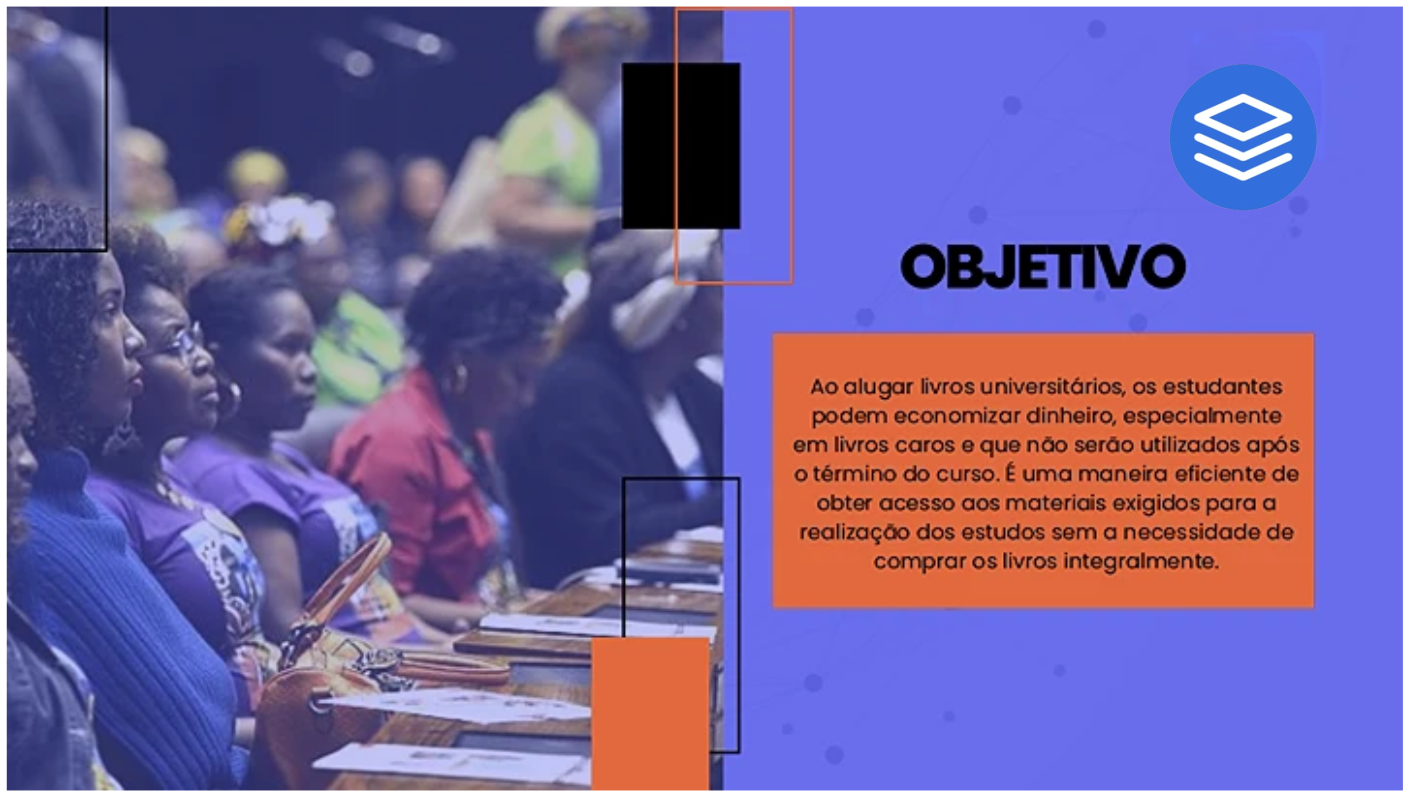 OBJETIVO
Ao alugar livros universitários, os estudantes
podem economizar dinheiro, especialmente
em livros caros e que não serão utilizados após
o término do curso. É uma maneira eficiente de
obter acesso aos materiais exigidos para a
realização dos estudos sem a necessidade de
comprar os livros integralmente.